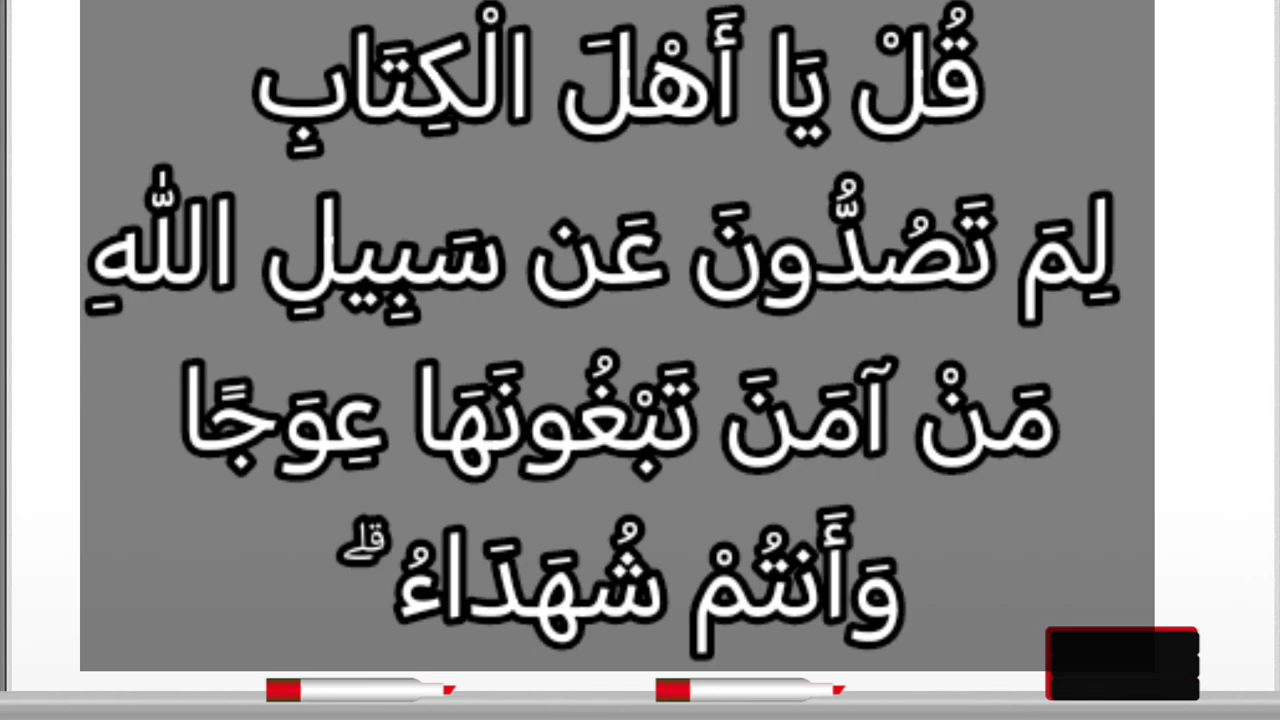 قُلْ يَا أَهْلَ الْكِتَابِ
لِمَ تَصُدُّونَ عَن سَبِيلِ اللَّهِ
مَنْ آمَنَ تَبْغُونَهَا عِوَجًا
وَأَنتُمْ شُهَدَاءُ ۗ